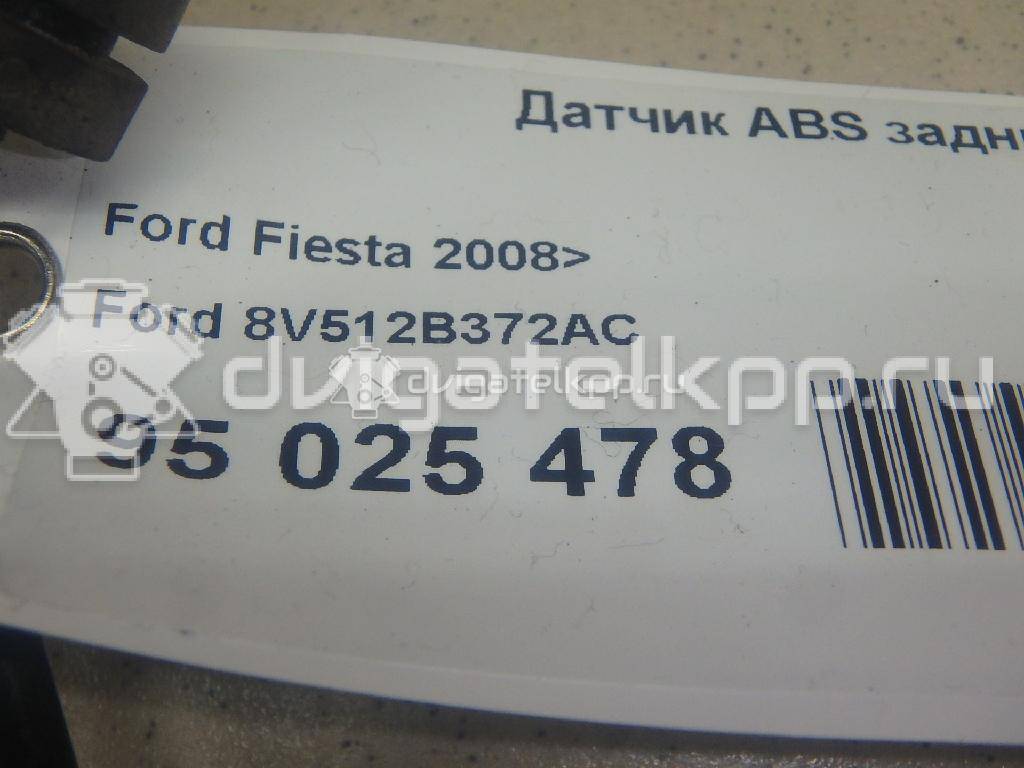 Датчик ABS задн
Ford Fiesta 2008>
Ford 8V512B372AC
dvigatelkpp.ru
dvigatelkpp.ru
95 025 478